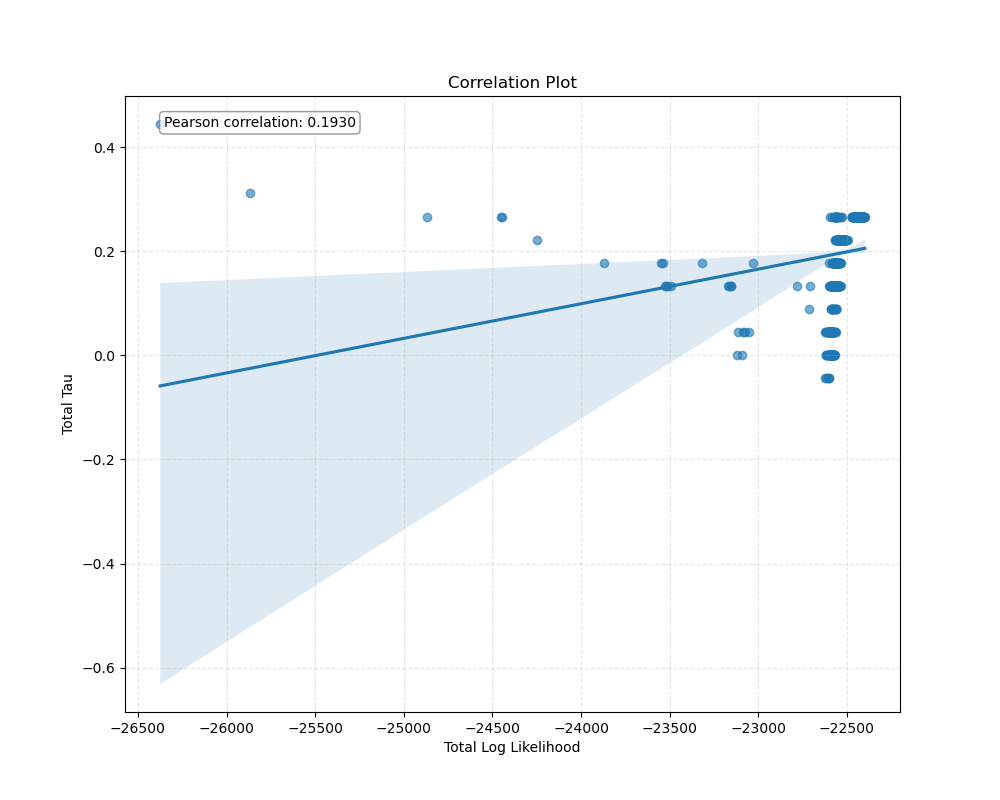 Correlation Plot
Pearson correlation: 0.1930
0.4
0.2
0.0
−0.2
−0.4
−0.6
Total Tau
−26500 −26000 −25500 −25000 −24500 −24000 −23500 −23000 −22500
Total Log Likelihood